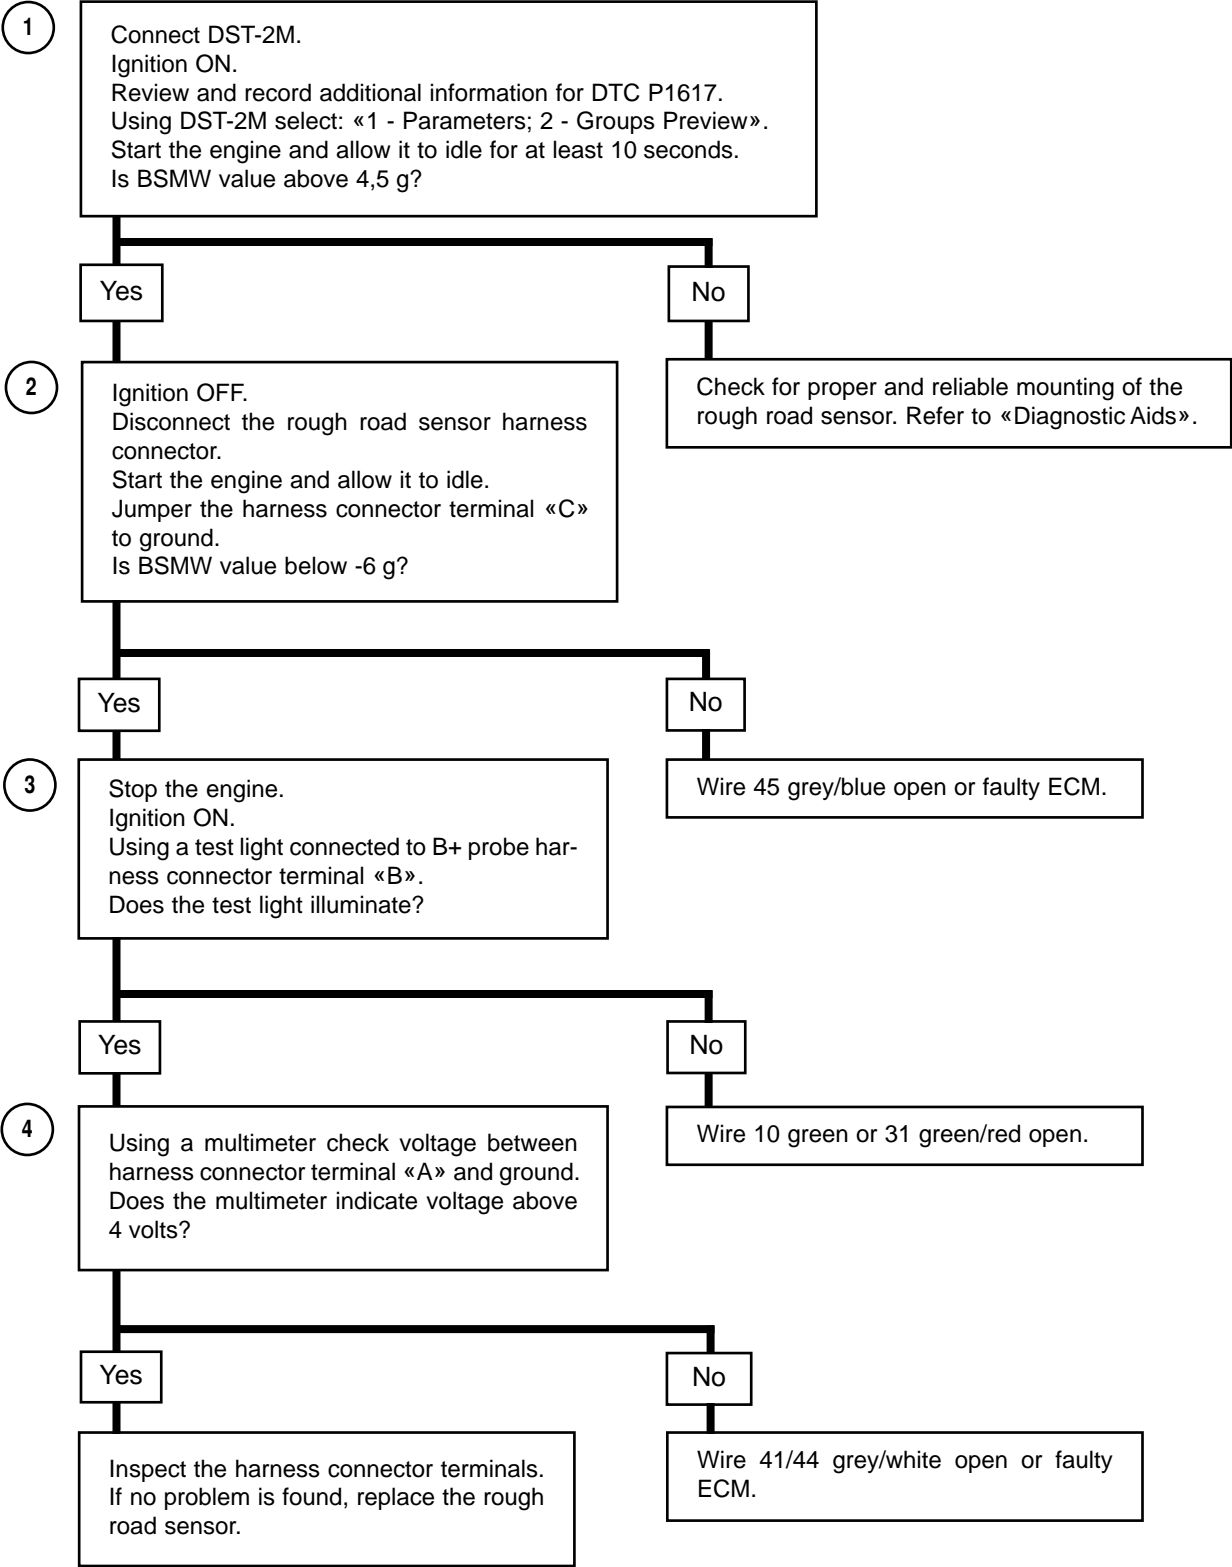 1
Connect DST-2M.
Ignition ON.
Review and record additional information for DTC P1617.
Using DST-2M select: «1 - Parameters; 2 - Groups Preview».
Start the engine and allow it to idle for at least 10 seconds.
Is BSMW value above 4,5 g?
Yes
No
2
Ignition OFF.
Disconnect the rough road sensor harness
connector.
Start the engine and allow it to idle.
Jumper the harness connector terminal «C»
to ground.
Is BSMW value below -6 g?
Check for proper and reliable mounting of the
rough road sensor. Refer to «Diagnostic Aids».
Yes
No
3
Stop the engine.
Ignition ON.
Using a test light connected to B+ probe har-
ness connector terminal «B».
Does the test light illuminate?
Wire 45 grey/blue open or faulty ECM.
Yes
No
4
Using a multimeter check voltage between
harness connector terminal «A» and ground.
Does the multimeter indicate voltage above
4 volts?
Wire 10 green or 31 green/red open.
Yes
No
Inspect the harness connector terminals.
If no problem is found, replace the rough
road sensor.
Wire 41/44 grey/white open or faulty
ECM.